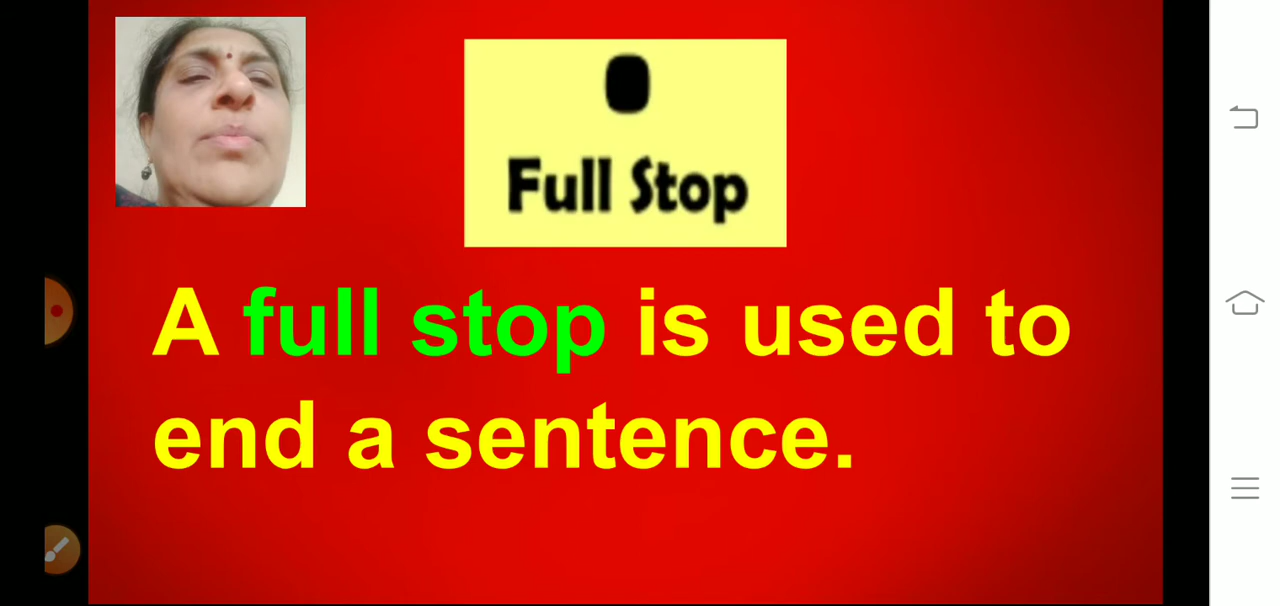 Full Stop
A full stop is used to
end a sentence.